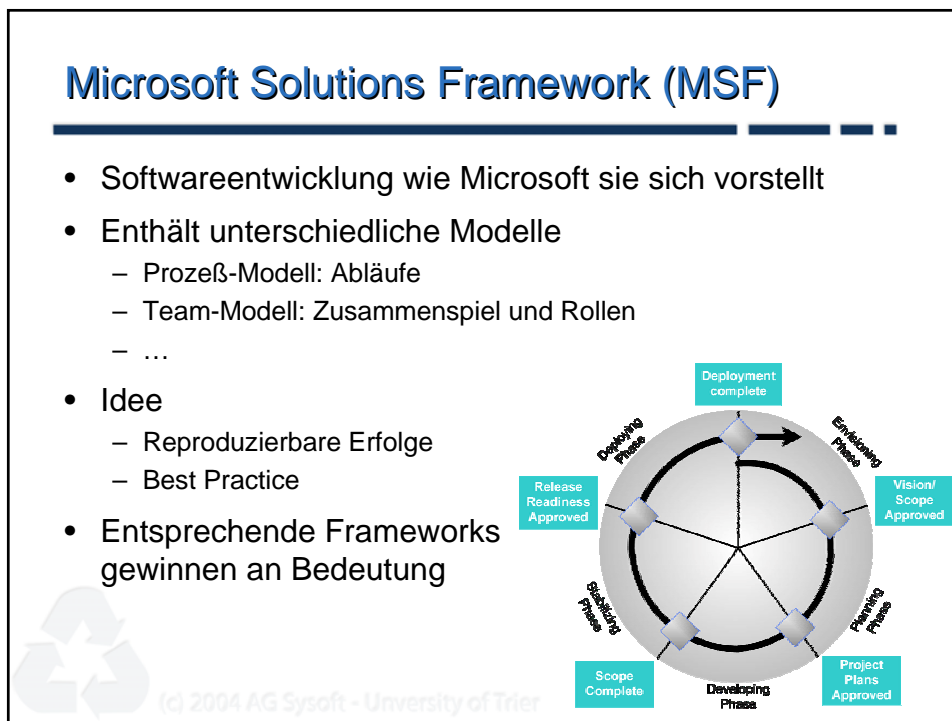 Microsoft Solutions Framework (MSF)
• Softwareentwicklung wie Microsoft sie sich vorstellt
• Enthält unterschiedliche Modelle
– Prozeß-Modell: Abläufe
– Team-Modell: Zusammenspiel und Rollen
– …
• Idee
– Reproduzierbare Erfolge
– Best Practice
• Entsprechende Frameworks
gewinnen an Bedeutung
Deployment
complete
Envisioning
Phase
Vision/
Scope
Approved
Planning
Phase
Project
Plans
Approved
Developing
Phase
Scope
Complete
Stabilizing
Phase
Release
Readiness
Approved
Deploying
Phase
(c) 2004 AG Sysoft - Unversity of Trier